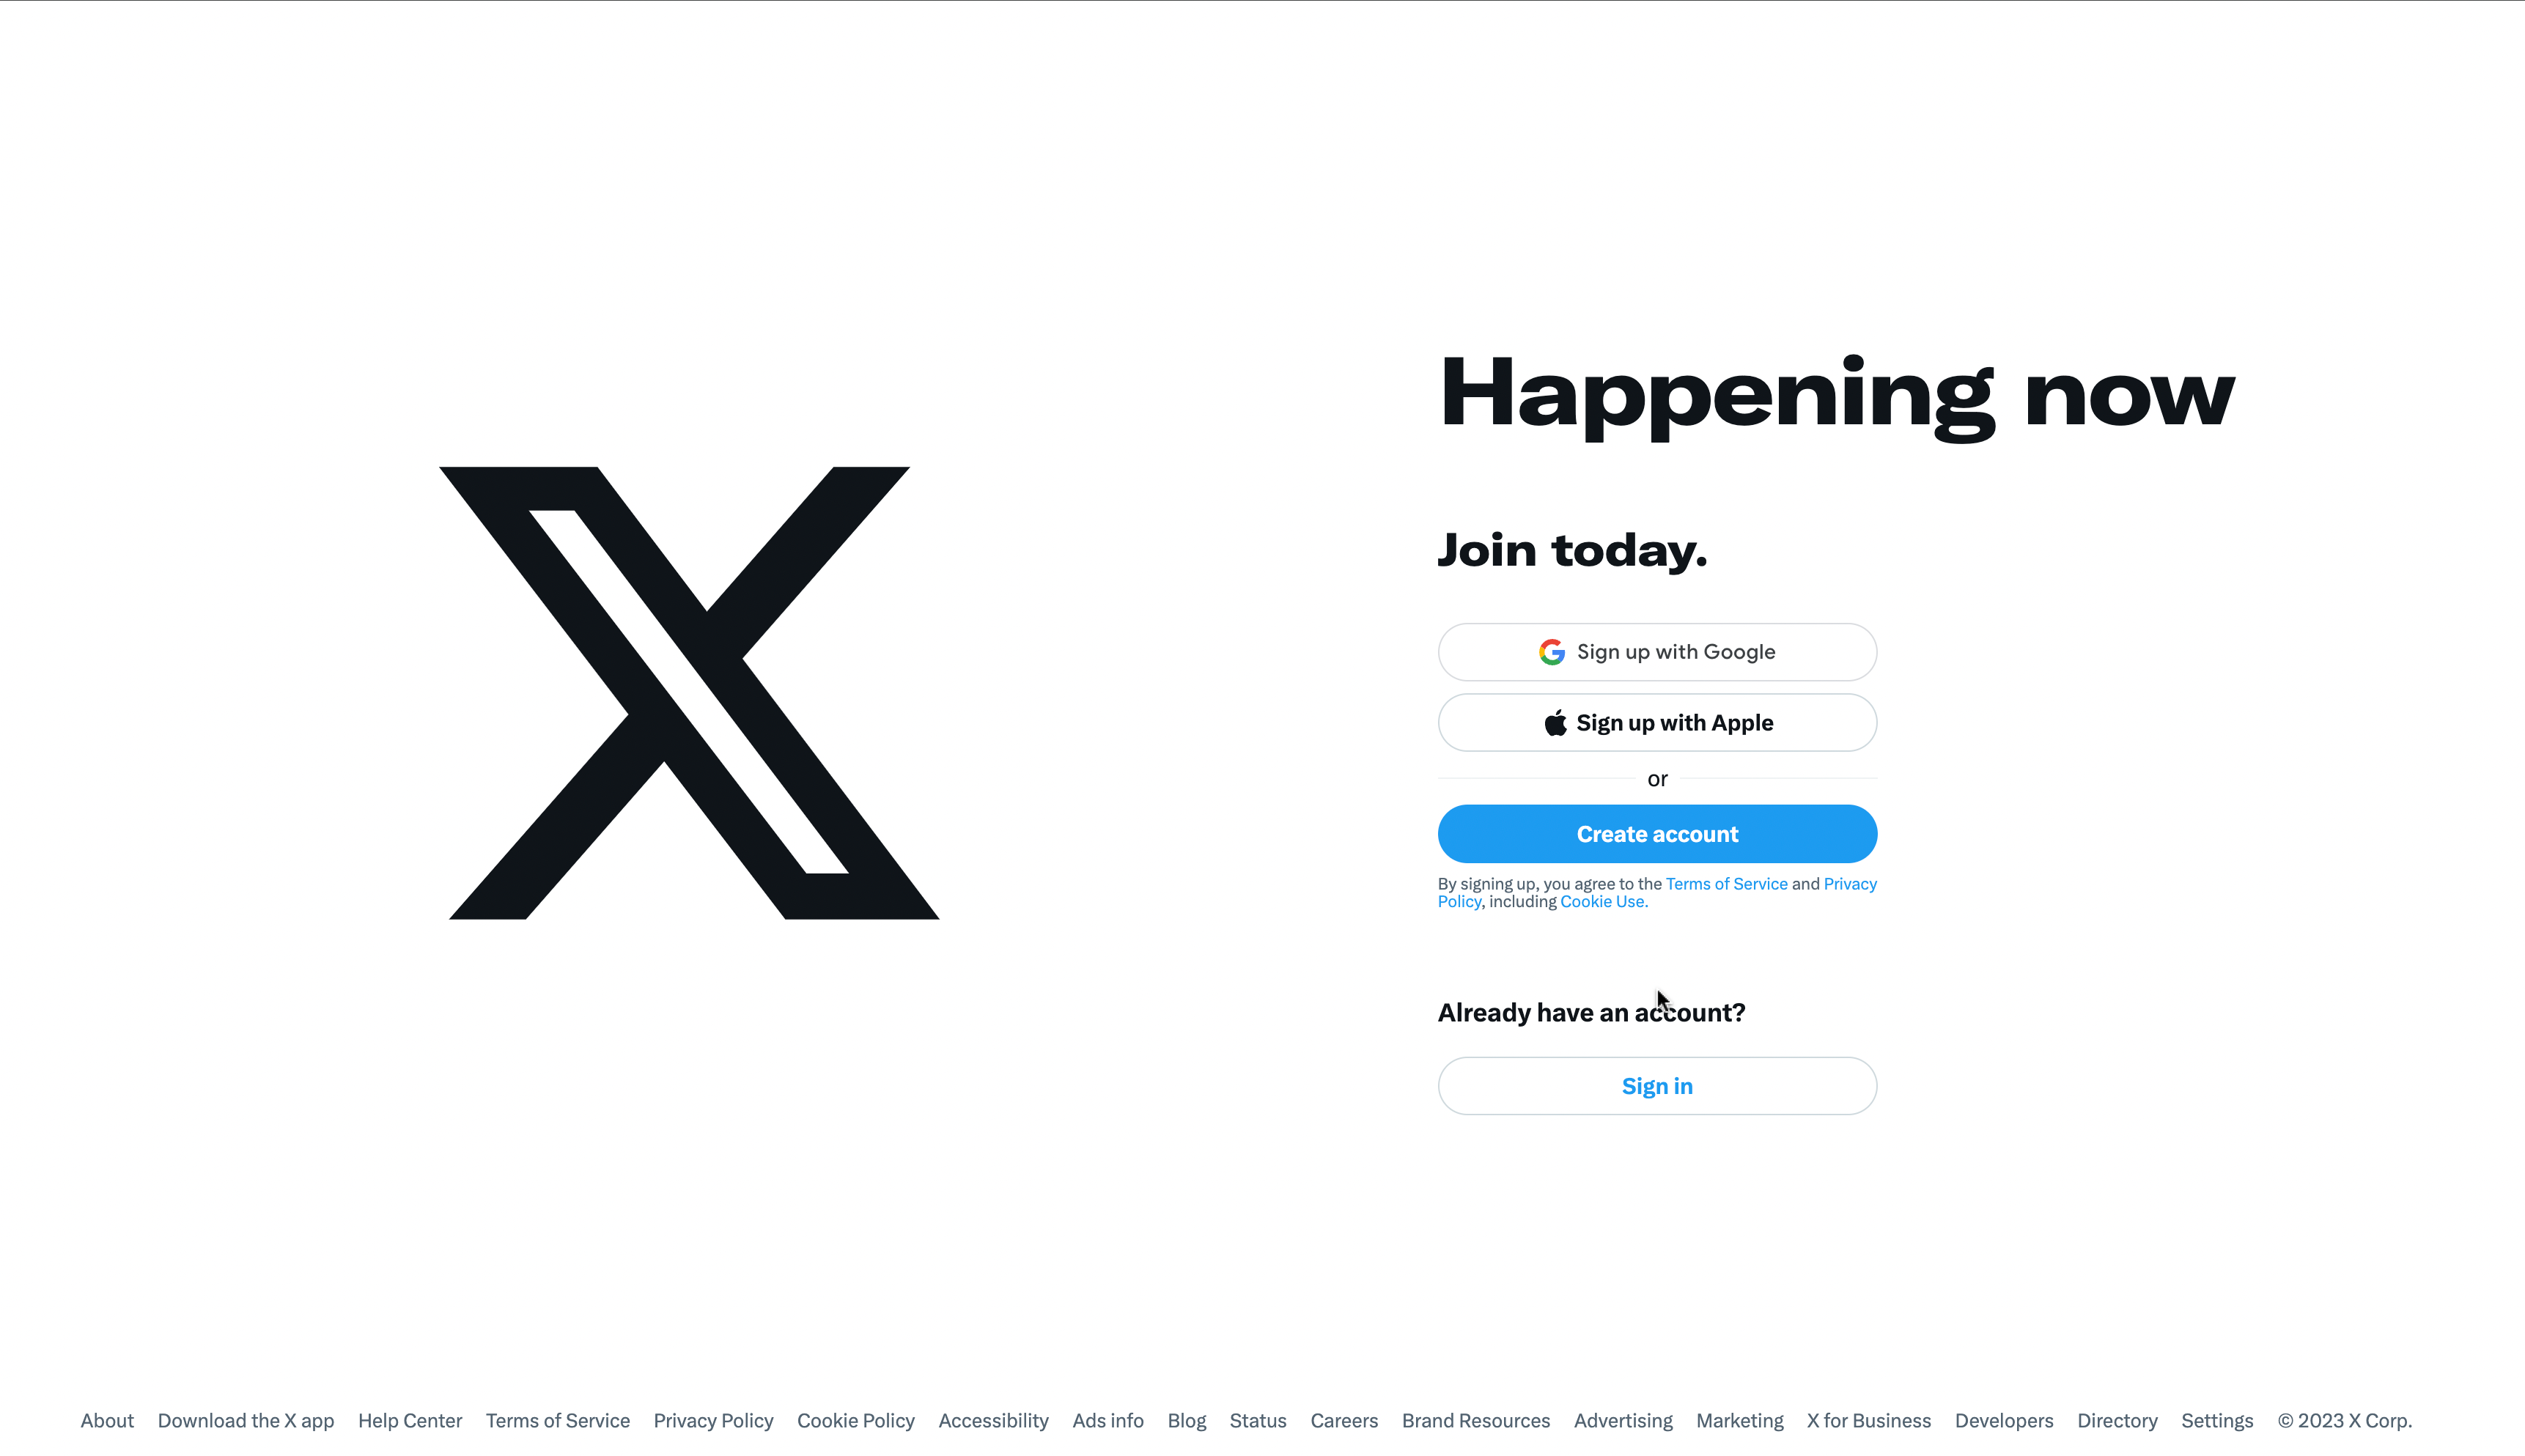 Happening now
Join today.
Sign up with Google
Sign up with Apple
or
Create account
By signing up, you agree to the Terms of Service and Privacy
Policy, including Cookie Use.
Already have an account?
Sign in
About Download the X app Help Center Terms of Service Privacy Policy Cookie Policy Accessibility Ads info Blog Status Careers Brand Resources Advertising Marketing X for Business Developers Directory Settings © 2023 X Corp.